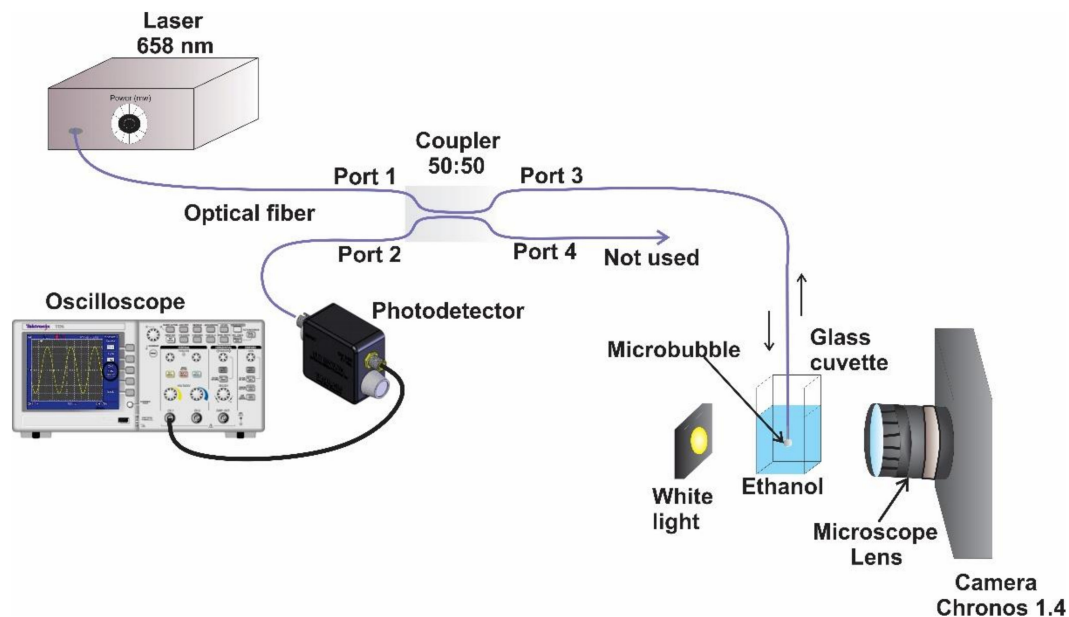 Laser
658 nm
Power (mw)
Coupler
50:50
Port 1
Port 3
Optical fiber
Port 2
Port 4
Not used
Oscilloscope
Photodetector
Tektronix
Microbubble
Glass
cuvette
White
light
Ethanol
Microscope
Lens
Camera
Chronos 1.4